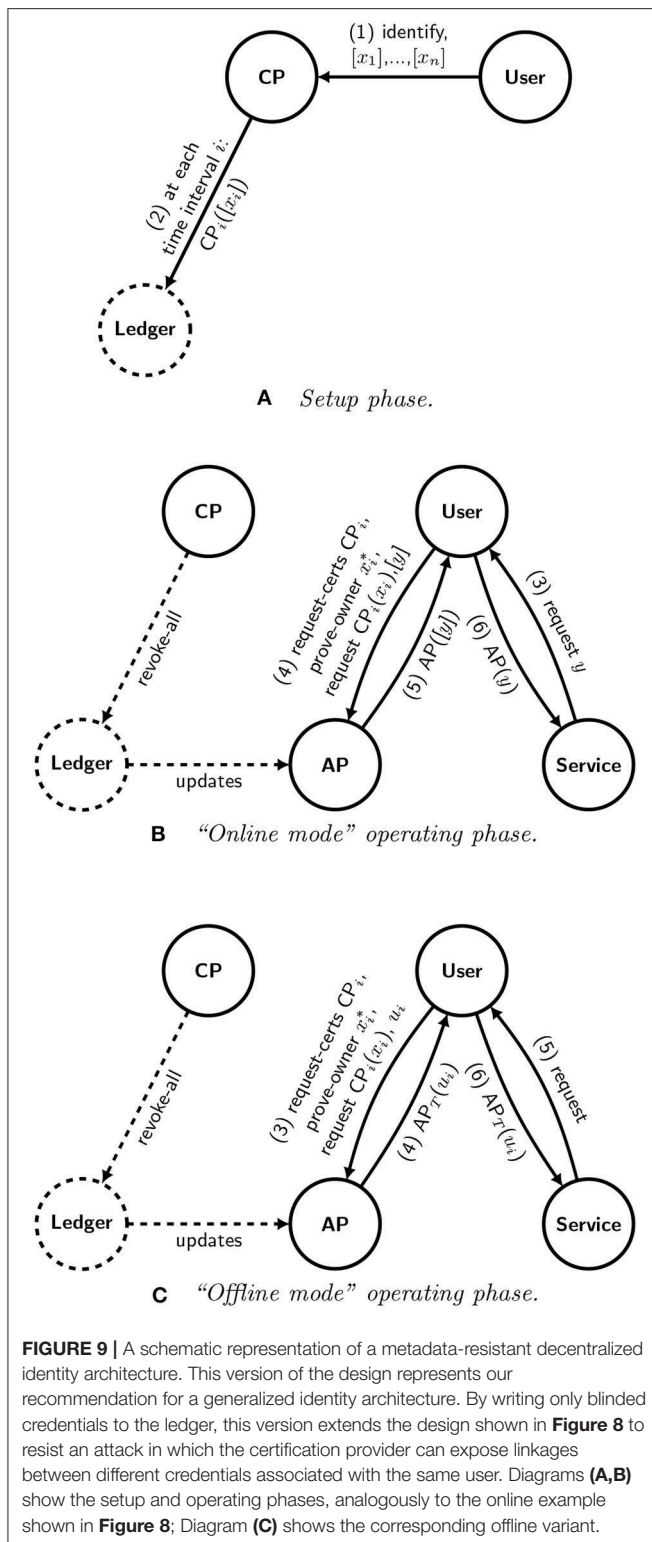 (1) identify,
[x₁],...,[xₙ]
CP
User
(2) at each
time interval i:
CPᵢ([xᵢ])
Ledger
A Setup phase.
CP
User
revoke-all
(4) request-certs CPᵢ,
prove-owner xᵢ*,
request CPᵢ(xᵢ),[y]
(5) AP([y])
(6) AP(y)
(3) request y
Ledger
updates
AP
Service
B “Online mode” operating phase.
CP
User
revoke-all
(3) request-certs CPᵢ,
prove-owner xᵢ*,
request CPᵢ(xᵢ), uᵢ
(4) AP_T(uᵢ)
(6) AP_T(uᵢ)
(5) request
Ledger
updates
AP
Service
C “Offline mode” operating phase.
FIGURE 9 | A schematic representation of a metadata-resistant decentralized
identity architecture. This version of the design represents our
recommendation for a generalized identity architecture. By writing only blinded
credentials to the ledger, this version extends the design shown in Figure 8 to
resist an attack in which the certification provider can expose linkages
between different credentials associated with the same user. Diagrams (A,B)
show the setup and operating phases, analogously to the online example
shown in Figure 8; Diagram (C) shows the corresponding offline variant.